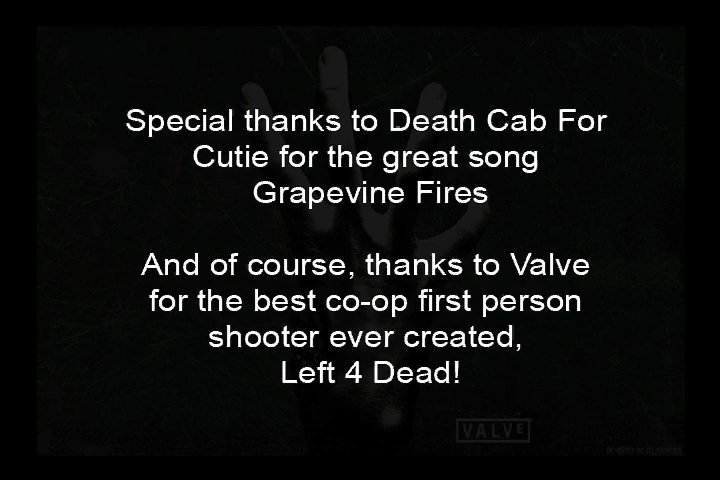 Special thanks to Death Cab For
Cutie for the great song
Grapevine Fires
And of course, thanks to Valve
for the best co-op first person
shooter ever created,
Left 4 Dead!
VALVE